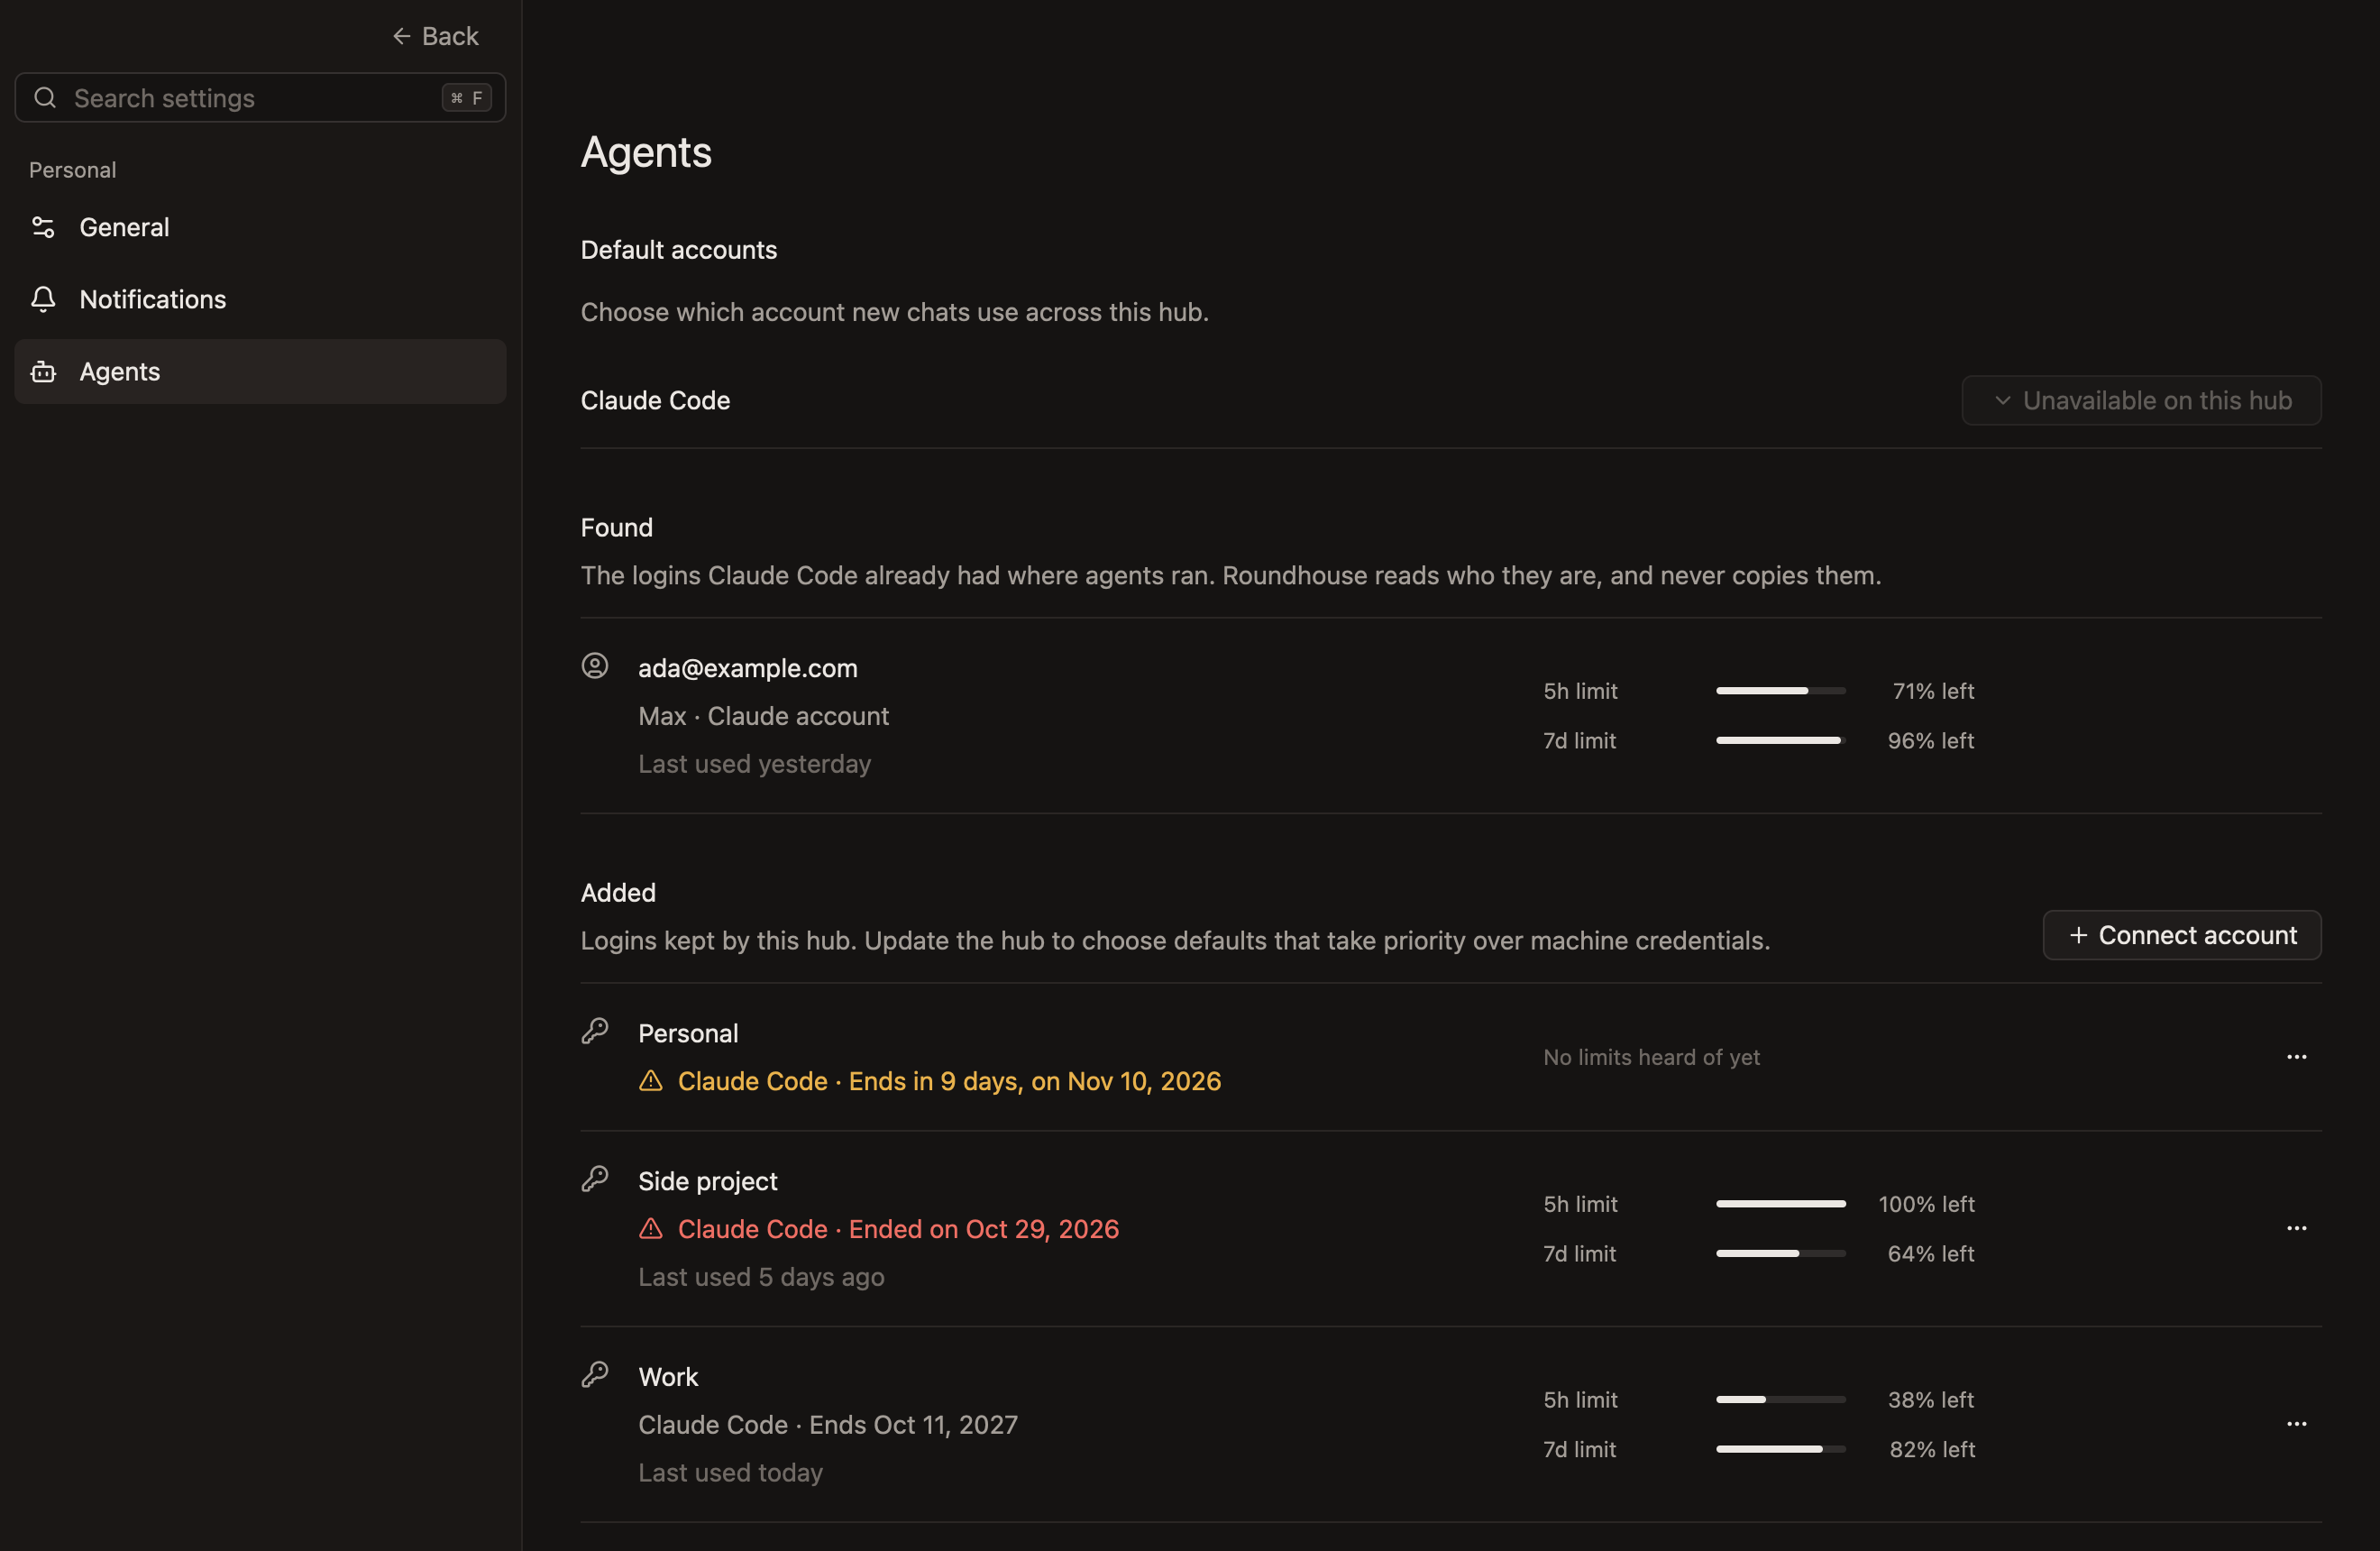 ← Back
Search settings
⌘ F
Personal
General
Notifications
Agents
Agents
Default accounts
Choose which account new chats use across this hub.
Claude Code
Unavailable on this hub
Found
The logins Claude Code already had where agents ran. Roundhouse reads who they are, and never copies them.
ada@example.com
Max · Claude account
Last used yesterday
5h limit 71% left
7d limit 96% left
Added
Logins kept by this hub. Update the hub to choose defaults that take priority over machine credentials.
+ Connect account
Personal
Claude Code · Ends in 9 days, on Nov 10, 2026
No limits heard of yet
Side project
Claude Code · Ended on Oct 29, 2026
Last used 5 days ago
5h limit 100% left
7d limit 64% left
Work
Claude Code · Ends Oct 11, 2027
Last used today
5h limit 38% left
7d limit 82% left